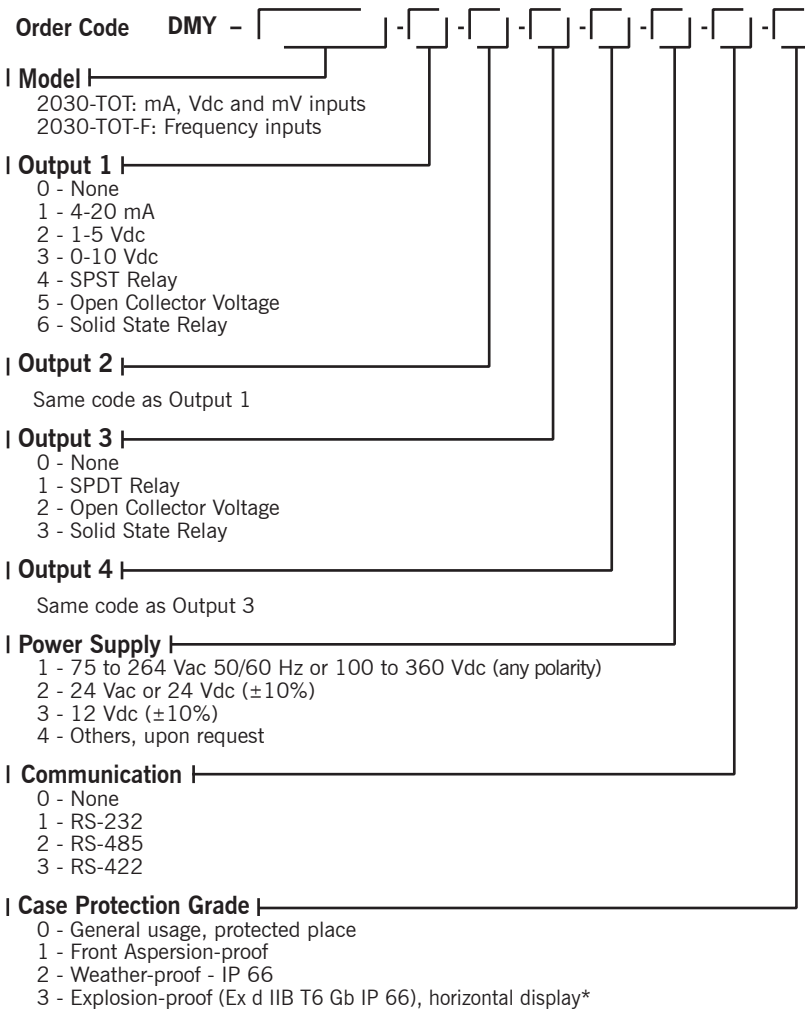 Order Code DMY – - - - - - - -
Model
2030-TOT: mA, Vdc and mV inputs
2030-TOT-F: Frequency inputs
Output 1
0 - None
1 - 4-20 mA
2 - 1-5 Vdc
3 - 0-10 Vdc
4 - SPST Relay
5 - Open Collector Voltage
6 - Solid State Relay
Output 2
Same code as Output 1
Output 3
0 - None
1 - SPDT Relay
2 - Open Collector Voltage
3 - Solid State Relay
Output 4
Same code as Output 3
Power Supply
1 - 75 to 264 Vac 50/60 Hz or 100 to 360 Vdc (any polarity)
2 - 24 Vac or 24 Vdc (±10%)
3 - 12 Vdc (±10%)
4 - Others, upon request
Communication
0 - None
1 - RS-232
2 - RS-485
3 - RS-422
Case Protection Grade
0 - General usage, protected place
1 - Front Aspersion-proof
2 - Weather-proof - IP 66
3 - Explosion-proof (Ex d IIB T6 Gb IP 66), horizontal display*